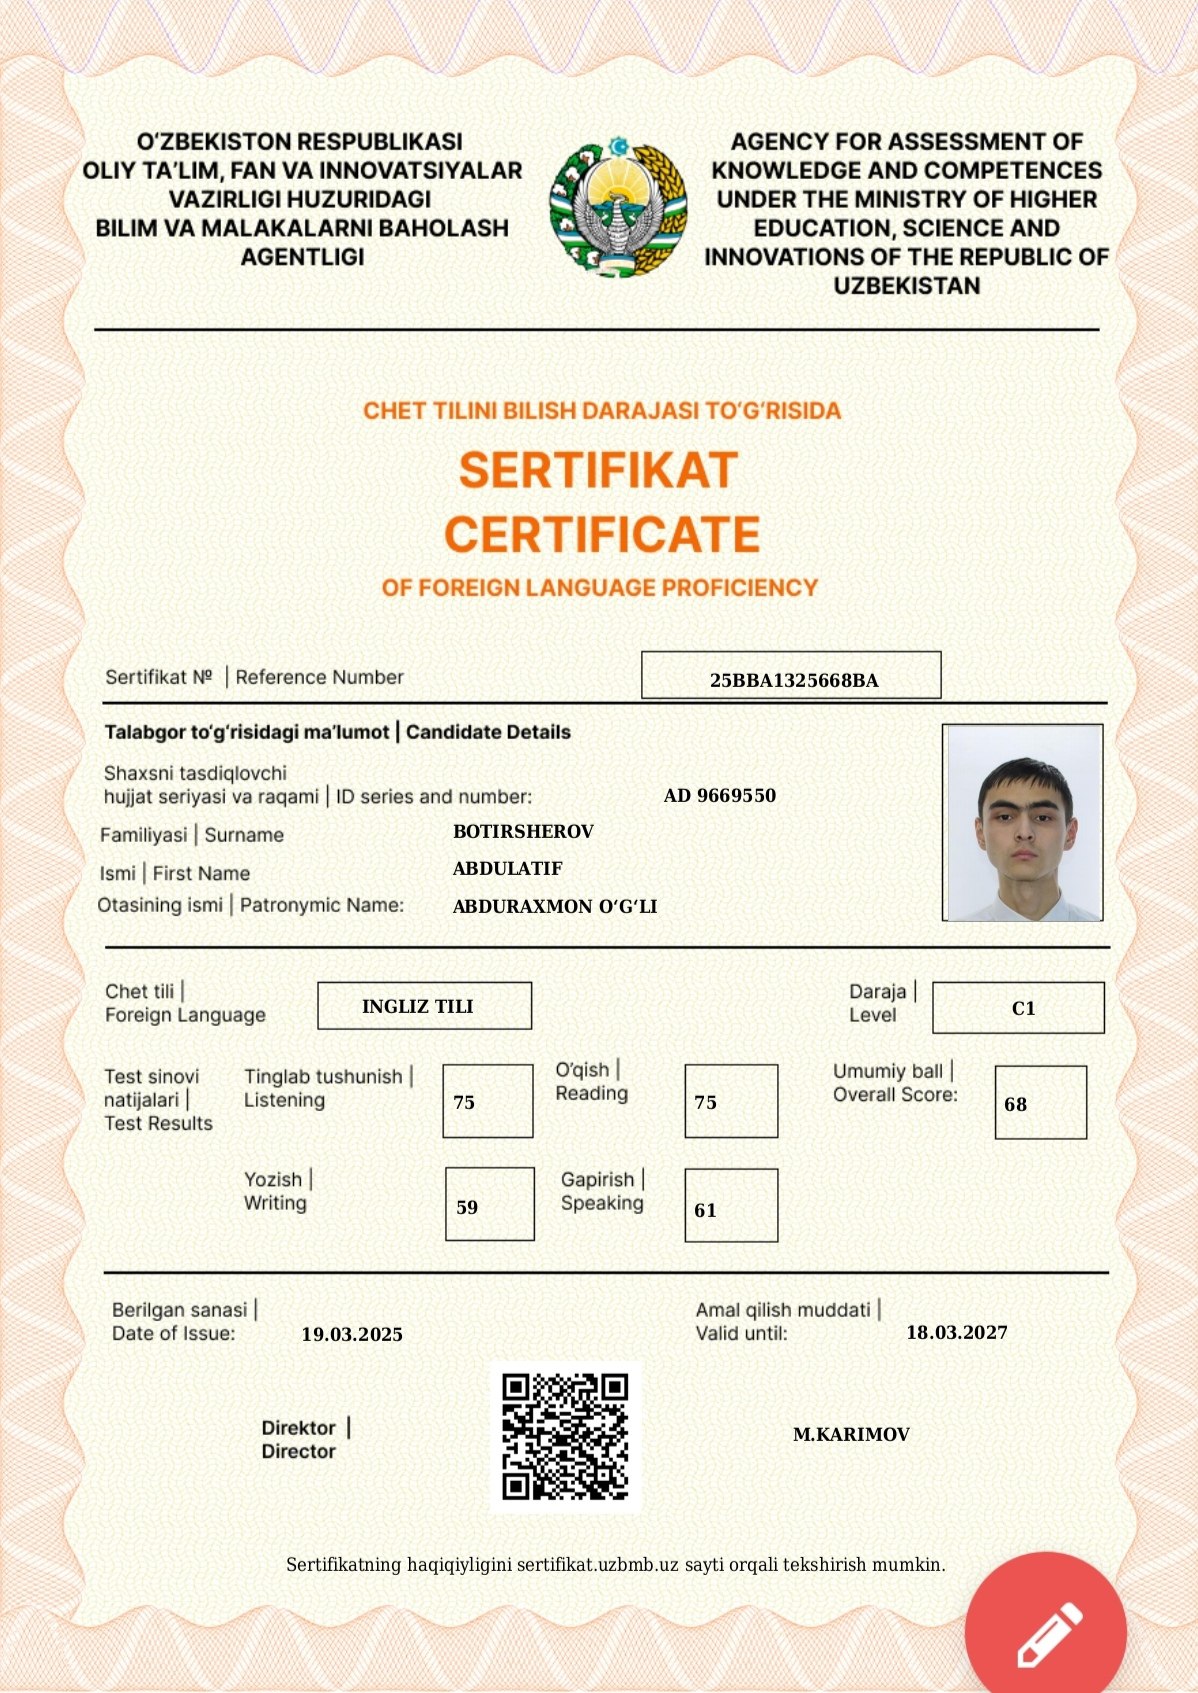 O‘ZBEKISTON RESPUBLIKASI
OLIY TA’LIM, FAN VA INNOVATSIYALAR
VAZIRLIGI HUZURIDAGI
BILIM VA MALAKALARNI BAHOLASH
AGENTLIGI
AGENCY FOR ASSESSMENT OF
KNOWLEDGE AND COMPETENCES
UNDER THE MINISTRY OF HIGHER
EDUCATION, SCIENCE AND
INNOVATIONS OF THE REPUBLIC OF
UZBEKISTAN
CHET TILINI BILISH DARAJASI TO‘G‘RISIDA
SERTIFIKAT
CERTIFICATE
OF FOREIGN LANGUAGE PROFICIENCY
Sertifikat № | Reference Number 25BBA1325668BA
Talabgor to‘g‘risidagi ma’lumot | Candidate Details
Shaxsni tasdiqlovchi
hujjat seriyasi va raqami | ID series and number: AD 9669550
Familiyasi | Surname BOTIRSHEROV
Ismi | First Name ABDULATIF
Otasining ismi | Patronymic Name: ABDURAXMON O‘G‘LI
Chet tili |
Foreign Language
INGLIZ TILI
Daraja |
Level
C1
Test sinovi
natijalari |
Test Results
Tinglab tushunish |
Listening
75
O’qish |
Reading
75
Umumiy ball |
Overall Score:
68
Yozish |
Writing
59
Gapirish |
Speaking
61
Berilgan sanasi |
Date of Issue: 19.03.2025
Amal qilish muddati |
Valid until: 18.03.2027
Direktor |
Director
M.KARIMOV
Sertifikatning haqiqiyligini sertifikat.uzbmb.uz sayti orqali tekshirish mumkin.